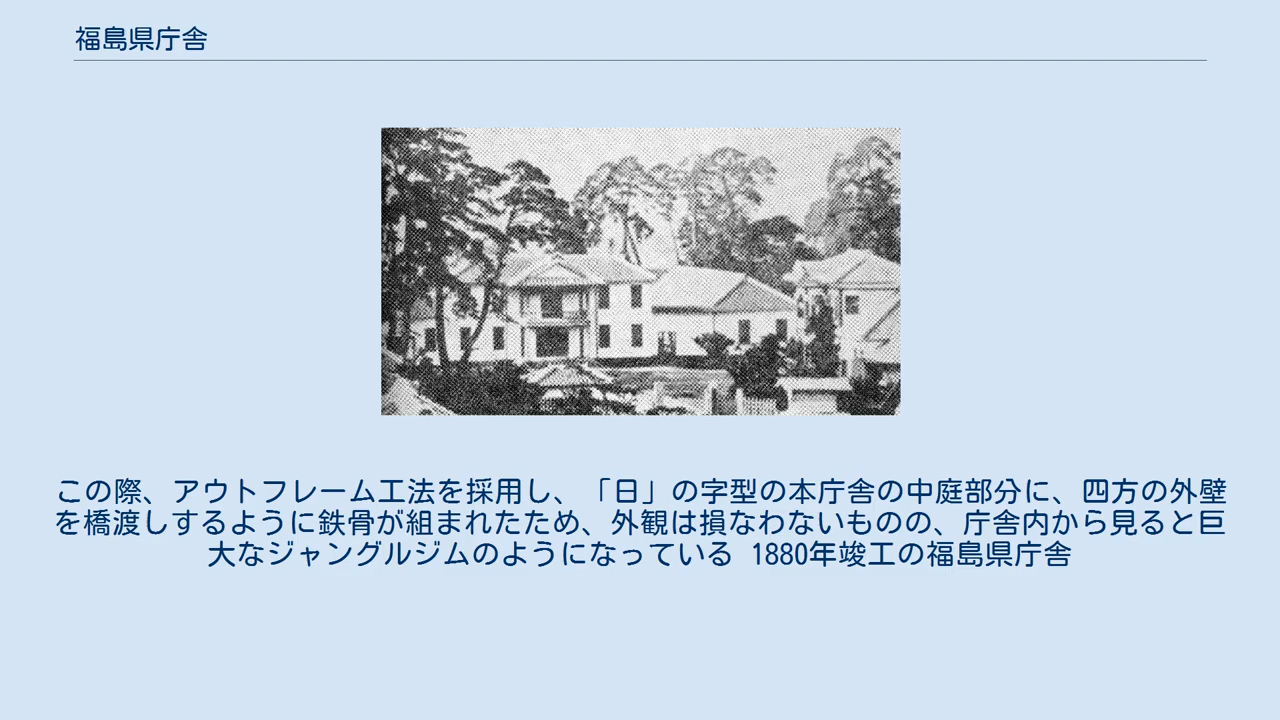 福島県庁舎
この際、アウトフレーム工法を採用し、「日」の字型の本庁舎の中庭部分に、四方の外壁
を橋渡しするように鉄骨が組まれたため、外観は損なわないものの、庁舎内から見ると巨
大なジャングルジムのようになっている 1880年竣工の福島県庁舎